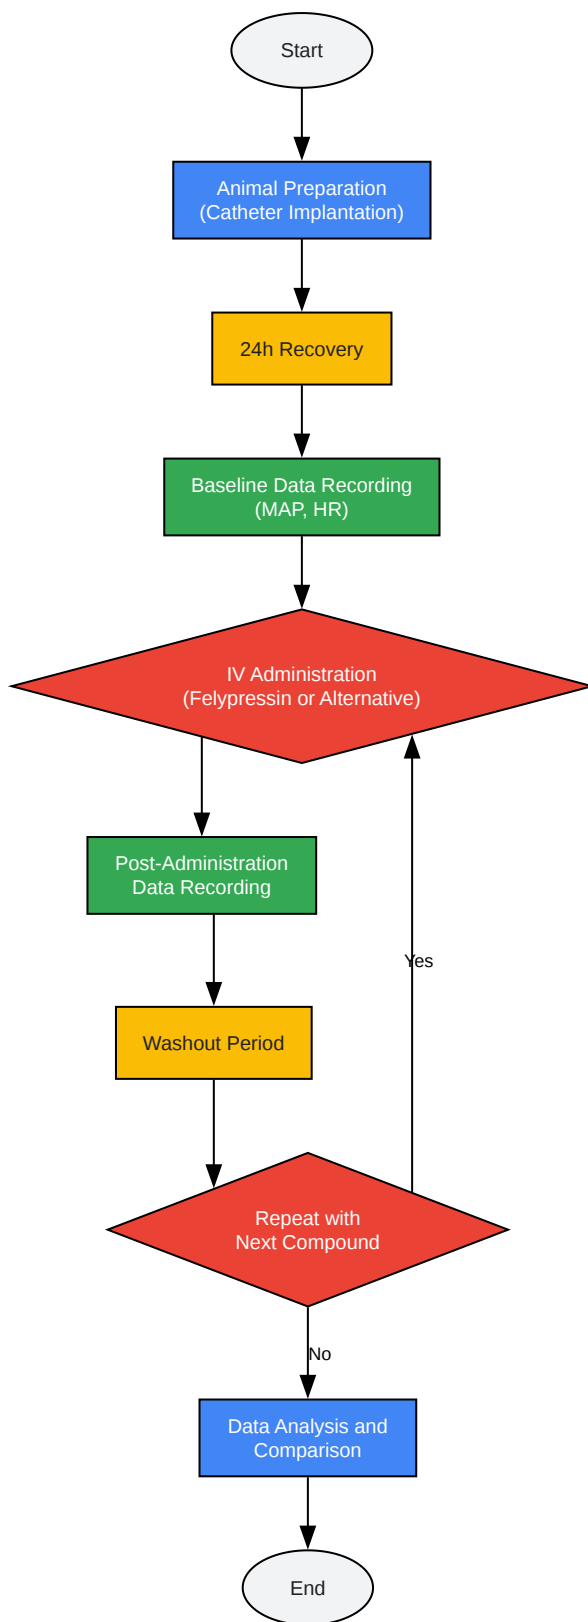 Start
Animal Preparation
(Catheter Implantation)
24h Recovery
Baseline Data Recording
(MAP, HR)
IV Administration
(Felypressin or Alternative)
Post-Administration
Data Recording
Yes
Washout Period
Repeat with
Next Compound
No
Data Analysis and
Comparison
End